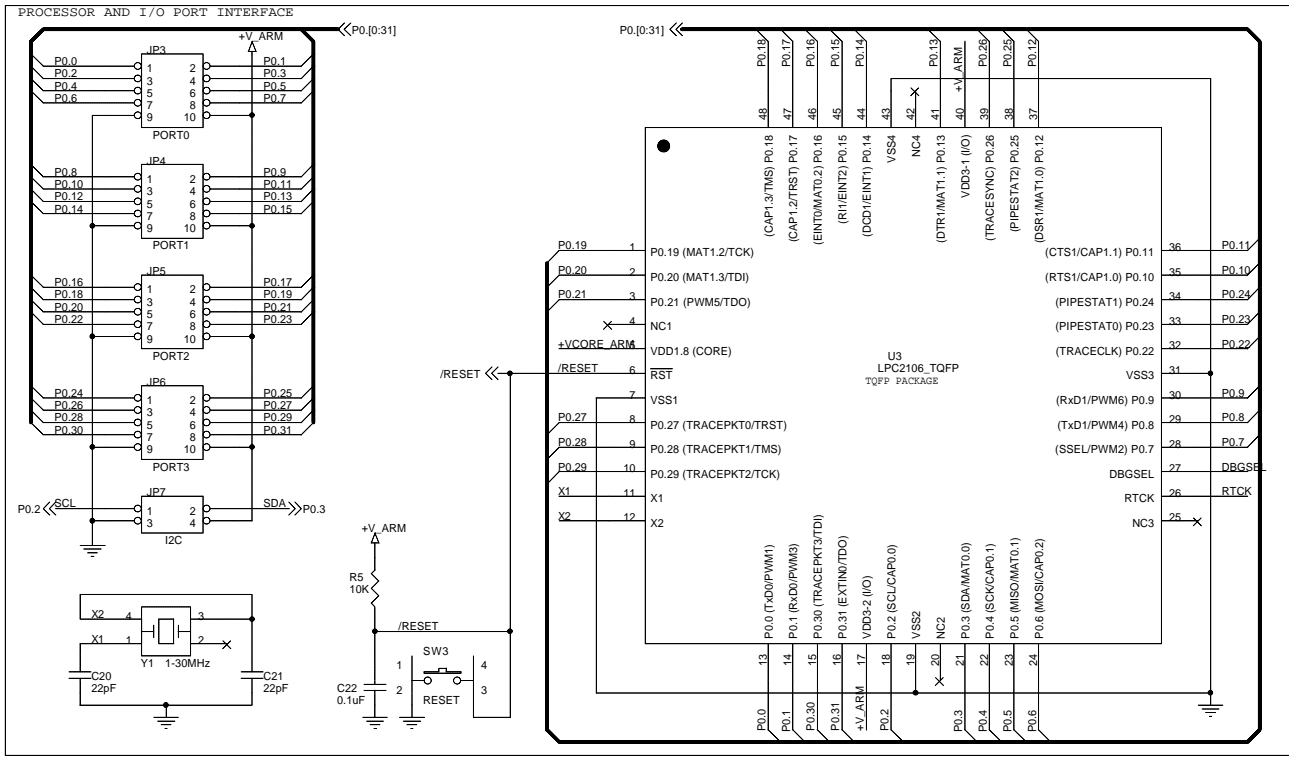 PROCESSOR AND I/O PORT INTERFACE
P0.[0:31]
+V_ARM
JP3
P0.0 1 2 P0.1
P0.2 3 4 P0.3
P0.4 5 6 P0.5
P0.6 7 8 P0.7
9 10
PORT0
JP4
P0.8 1 2 P0.9
P0.10 3 4 P0.11
P0.12 5 6 P0.13
P0.14 7 8 P0.15
9 10
PORT1
JP5
P0.16 1 2 P0.17
P0.18 3 4 P0.19
P0.20 5 6 P0.21
P0.22 7 8 P0.23
9 10
PORT2
JP6
P0.24 1 2 P0.25
P0.26 3 4 P0.27
P0.28 5 6 P0.29
P0.30 7 8 P0.31
9 10
PORT3
JP7
P0.2 SCL 1 2 SDA P0.3
3 4
I2C
X2 4 3
X1 1 2
Y1 1-30MHz
C20
22pF
C21
22pF
+V_ARM
R5
10K
/RESET
SW3
1 4
2 3
RESET
C22
0.1uF
/RESET
P0.[0:31]
P0.18 48 (CAP1.3/TMS) P0.18
P0.17 47 (CAP1.2/TRST) P0.17
P0.16 46 (EINT0/MAT0.2) P0.16
P0.15 45 (RI1/EINT2) P0.15
P0.14 44 (DCD1/EINT1) P0.14
43 VSS4
42 NC4
P0.13 41 (DTR1/MAT1.1) P0.13
+V_ARM 40 VDD3-1 (I/O)
P0.26 39 (TRACESYNC) P0.26
P0.25 38 (PIPESTAT2) P0.25
P0.12 37 (DSR1/MAT1.0) P0.12
P0.19 1 P0.19 (MAT1.2/TCK)
P0.20 2 P0.20 (MAT1.3/TDI)
P0.21 3 P0.21 (PWM5/TDO)
4 NC1
+VCORE_ARM 5 VDD1.8 (CORE)
/RESET 6 RST
7 VSS1
P0.27 8 P0.27 (TRACEPKT0/TRST)
P0.28 9 P0.28 (TRACEPKT1/TMS)
P0.29 10 P0.29 (TRACEPKT2/TCK)
X1 11 X1
X2 12 X2
U3
LPC2106_TQFP
TQFP PACKAGE
(CTS1/CAP1.1) P0.11 36 P0.11
(RTS1/CAP1.0) P0.10 35 P0.10
(PIPESTAT1) P0.24 34 P0.24
(PIPESTAT0) P0.23 33 P0.23
(TRACECLK) P0.22 32 P0.22
VSS3 31
(RxD1/PWM6) P0.9 30 P0.9
(TxD1/PWM4) P0.8 29 P0.8
(SSEL/PWM2) P0.7 28 P0.7
DBGSEL 27 DBGSEL
RTCK 26 RTCK
NC3 25
P0.0 (TxD0/PWM1) 13 P0.0
P0.1 (RxD0/PWM3) 14 P0.1
P0.30 (TRACEPKT3/TDI) 15 P0.30
P0.31 (EXTIN0/TDO) 16 P0.31
VDD3-2 (I/O) 17 +V_ARM
P0.2 (SCL/CAP0.0) 18 P0.2
VSS2 19
NC2 20
P0.3 (SDA/MAT0.0) 21 P0.3
P0.4 (SCK/CAP0.1) 22 P0.4
P0.5 (MISO/MAT0.1) 23 P0.5
P0.6 (MOSI/CAP0.2) 24 P0.6